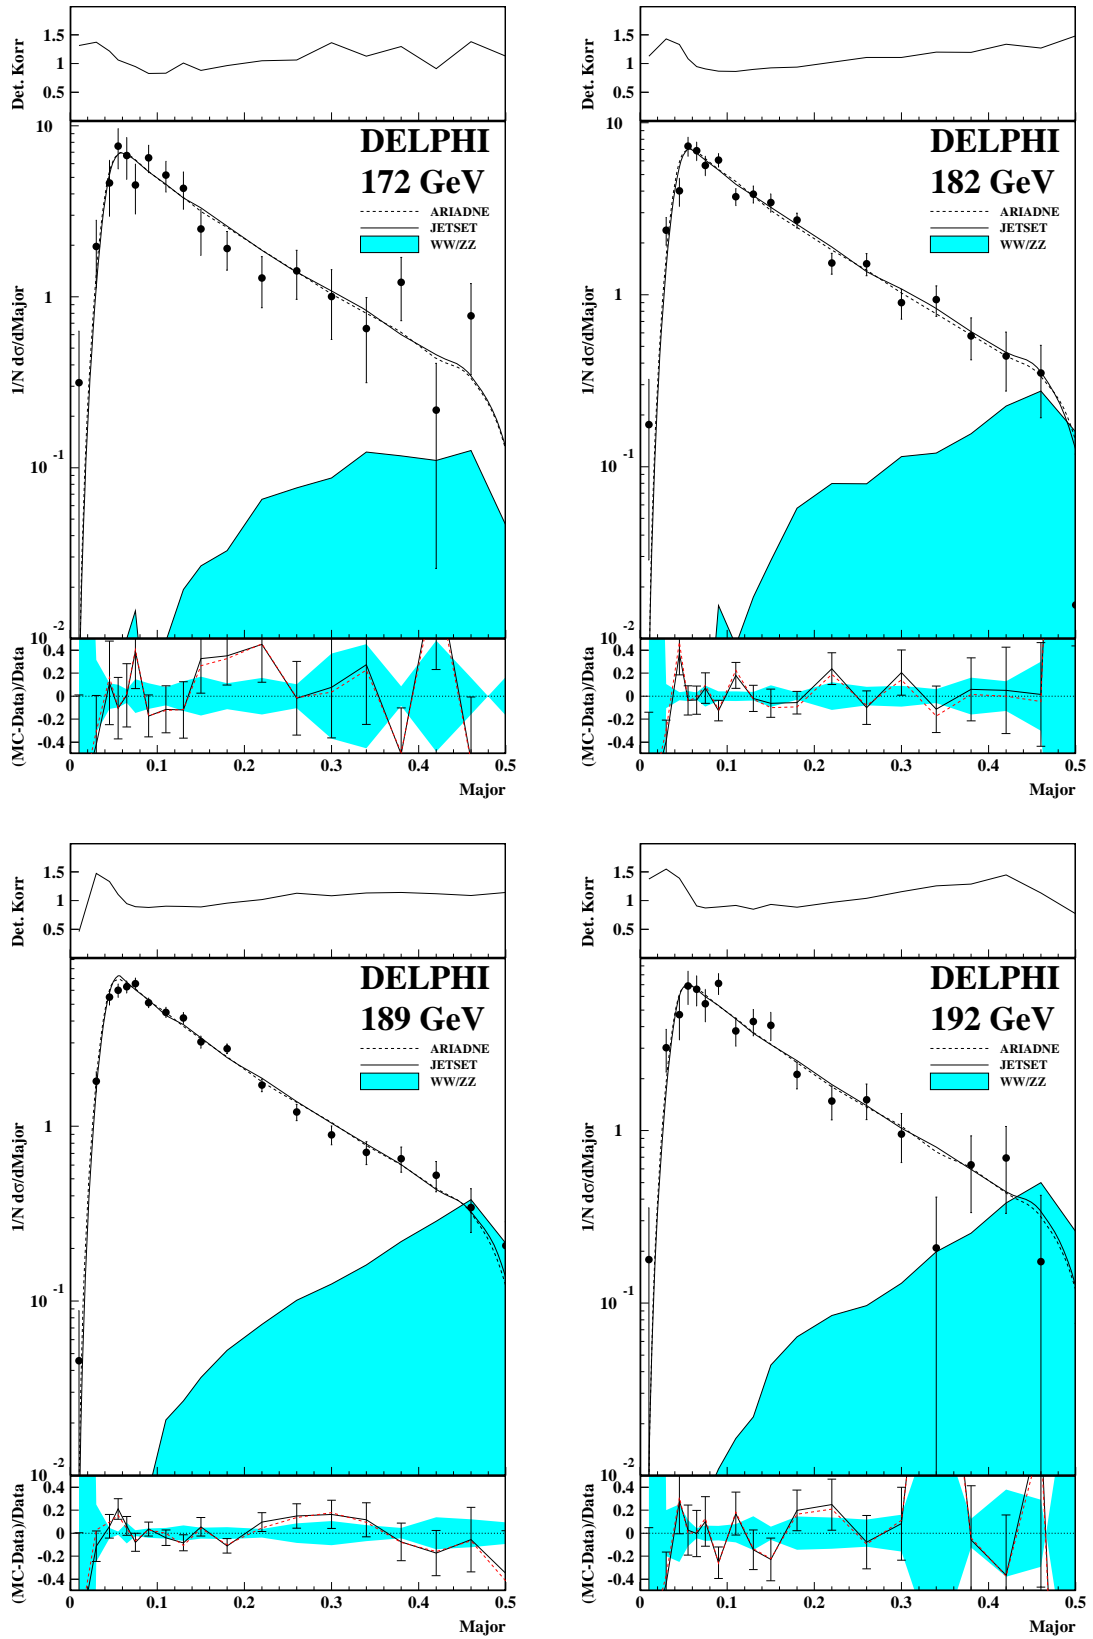 Det. Korr
1.5
1
0.5
DELPHI
172 GeV
ARIADNE
JETSET
WW/ZZ
1/N dσ/dMajor
10
1
10 -1
10 -2
(MC-Data)/Data
0.4
0.2
0
-0.2
-0.4
0 0.1 0.2 0.3 0.4 0.5
Major
Det. Korr
1.5
1
0.5
DELPHI
182 GeV
ARIADNE
JETSET
WW/ZZ
1/N dσ/dMajor
10
1
10 -1
10 -2
(MC-Data)/Data
0.4
0.2
0
-0.2
-0.4
0 0.1 0.2 0.3 0.4 0.5
Major
Det. Korr
1.5
1
0.5
DELPHI
189 GeV
ARIADNE
JETSET
WW/ZZ
1/N dσ/dMajor
1
10 -1
10 -2
(MC-Data)/Data
0.4
0.2
0
-0.2
-0.4
0 0.1 0.2 0.3 0.4 0.5
Major
Det. Korr
1.5
1
0.5
DELPHI
192 GeV
ARIADNE
JETSET
WW/ZZ
1/N dσ/dMajor
1
10 -1
10 -2
(MC-Data)/Data
0.4
0.2
0
-0.2
-0.4
0 0.1 0.2 0.3 0.4 0.5
Major